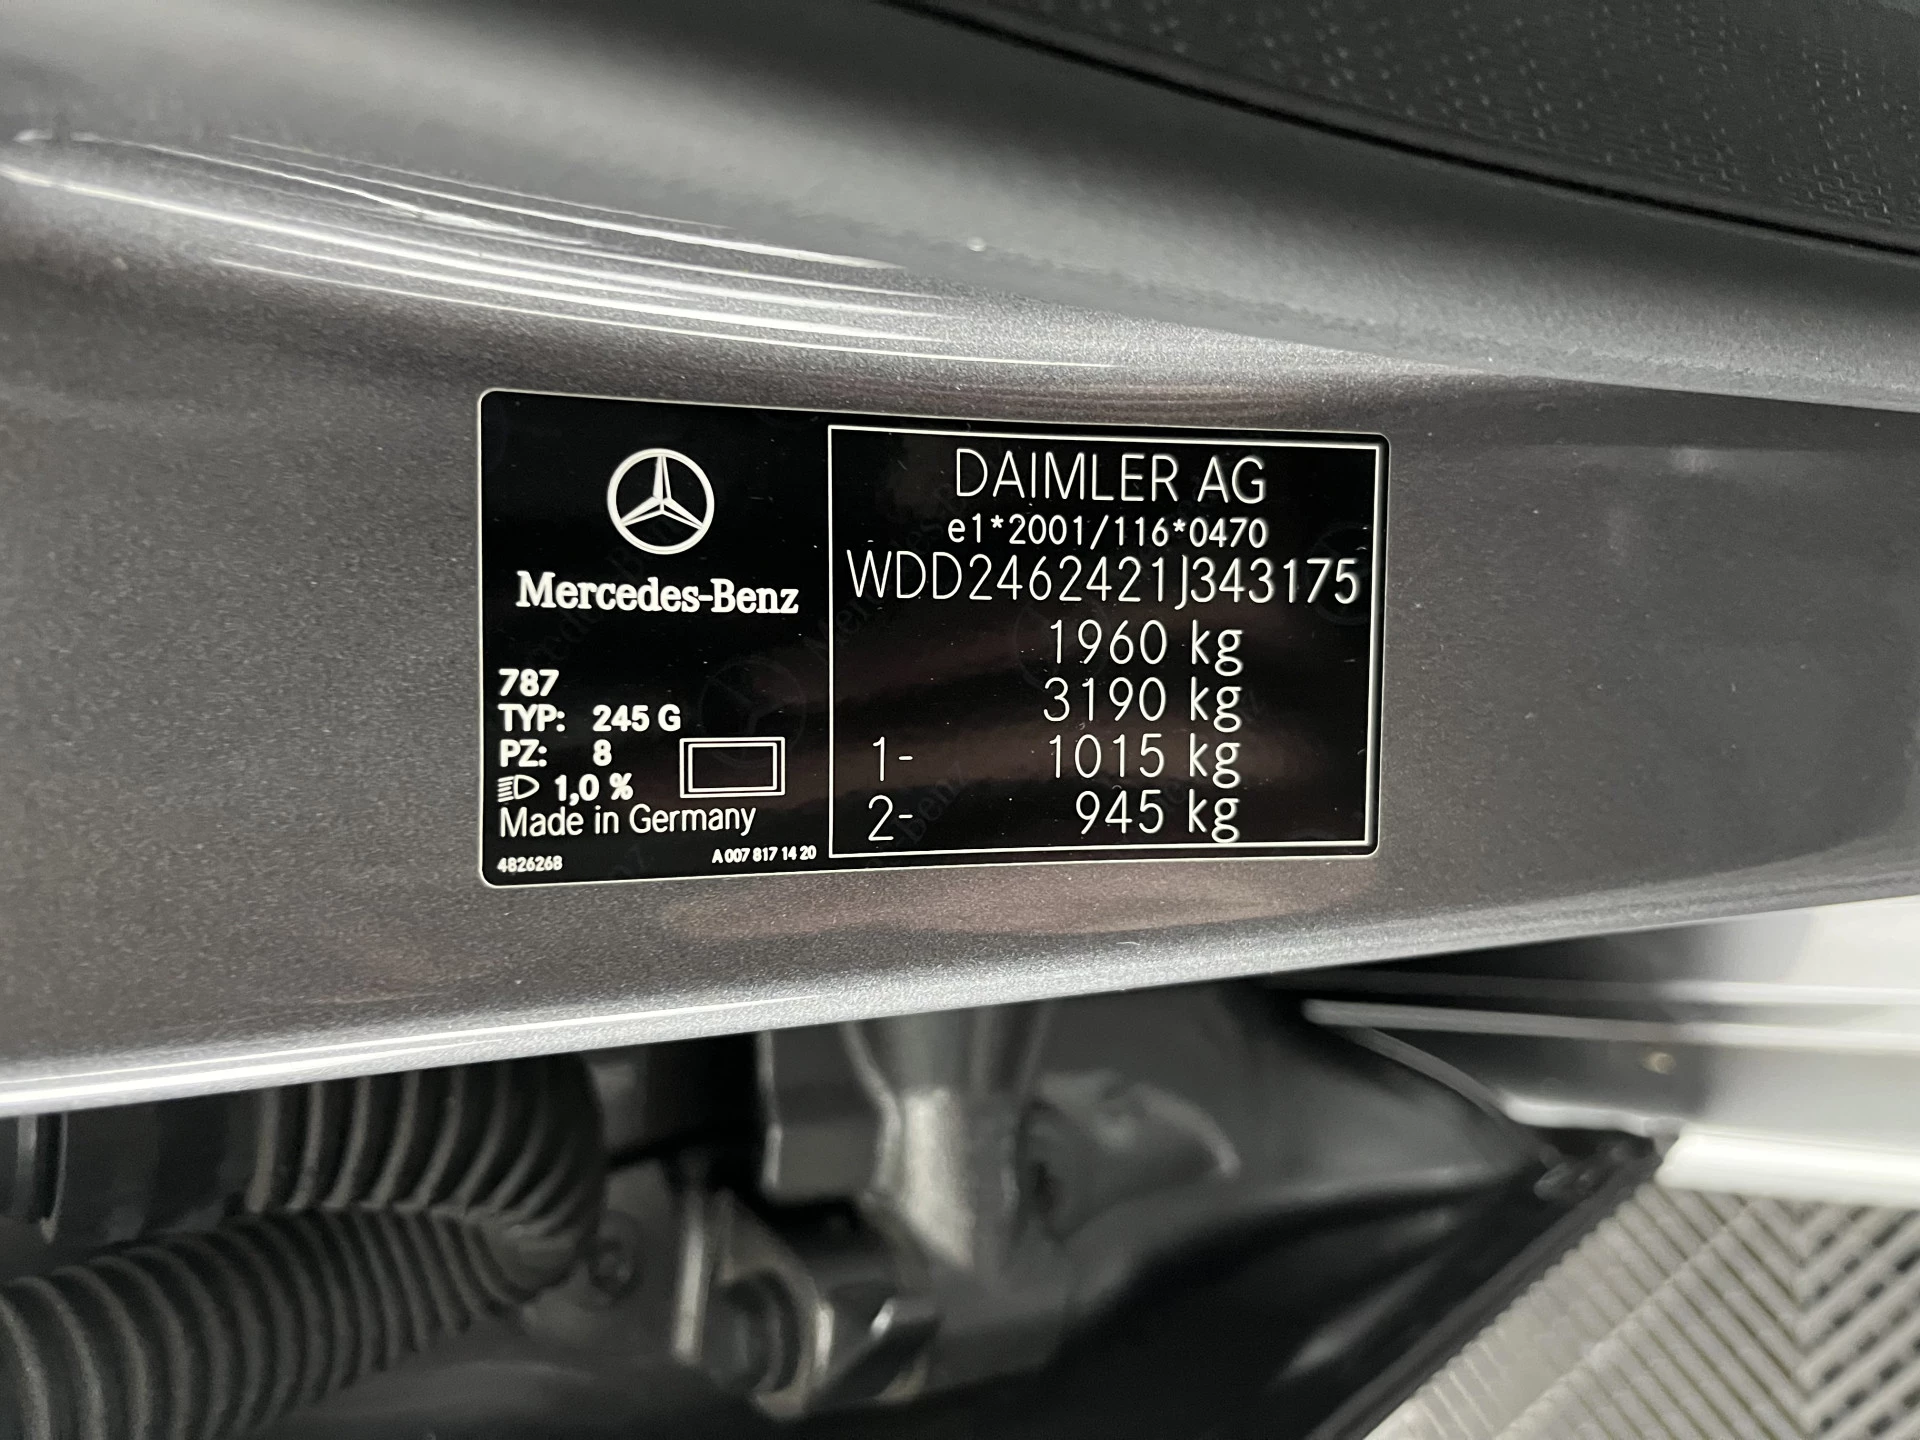 Mercedes-Benz
787
TYP: 245 G
PZ: 8
1,0 %
Made in Germany
4826268 A 007 817 14 20
DAIMLER AG
e1*2001/116*0470
WDD2462421J343175
1960 kg
3190 kg
1- 1015 kg
2- 945 kg